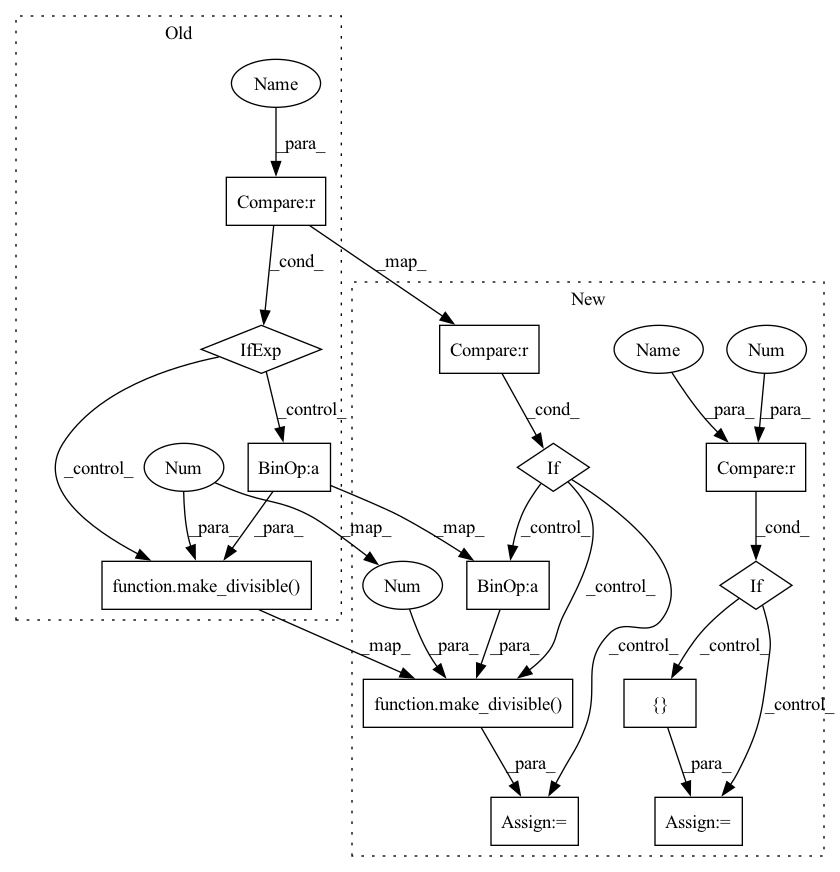 Old
Name
_para_
Compare:r
_cond_
_map_
New
IfExp
Compare:r
Name
Num
_control_
_cond_
_para_
_para_
_control_
Num
BinOp:a
If
Compare:r
_para_
_para_
_map_
_map_
_control_
_cond_
function.make_divisible()
Num
BinOp:a
_control_
If
_map_
_para_
_para_
_control_
_control_
function.make_divisible()
{}
_control_
_para_
_para_
Assign:=
Assign:=